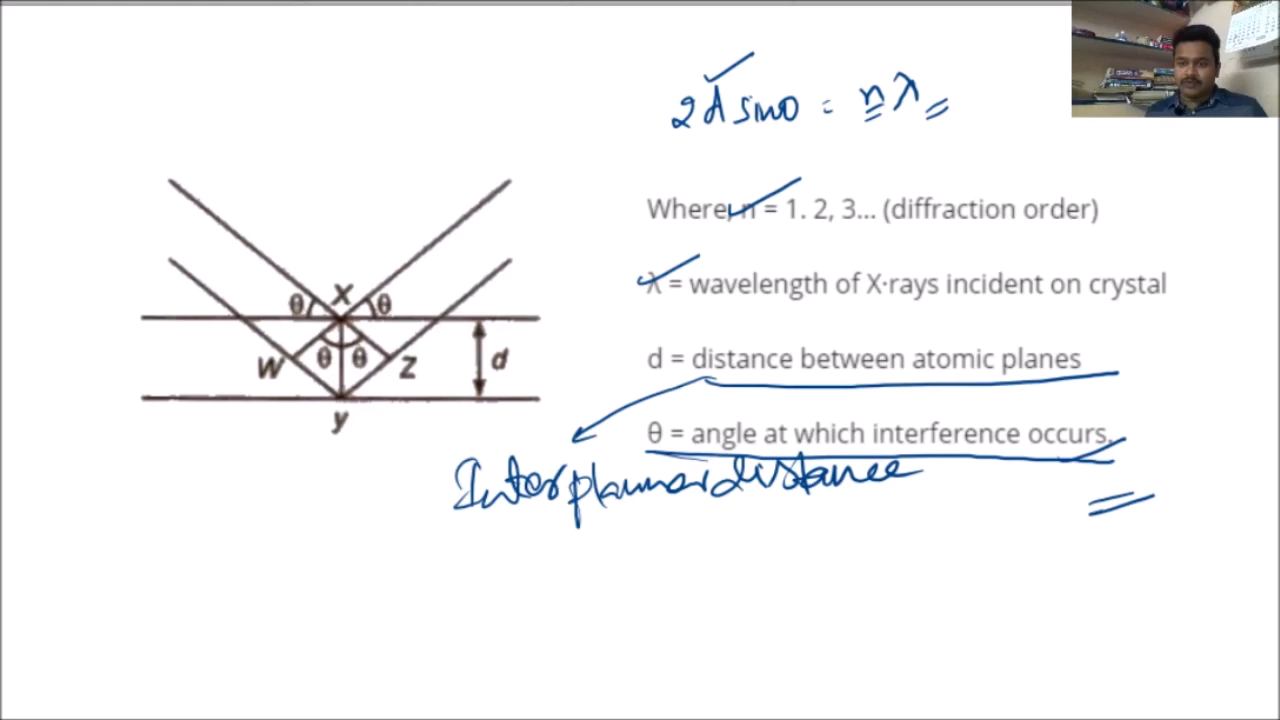 2d sinθ = nλ
Where, n = 1. 2, 3... (diffraction order)
λ = wavelength of X-rays incident on crystal
d = distance between atomic planes
θ = angle at which interference occurs.
Interplanner distance
θ X θ
W θ θ Z d
y